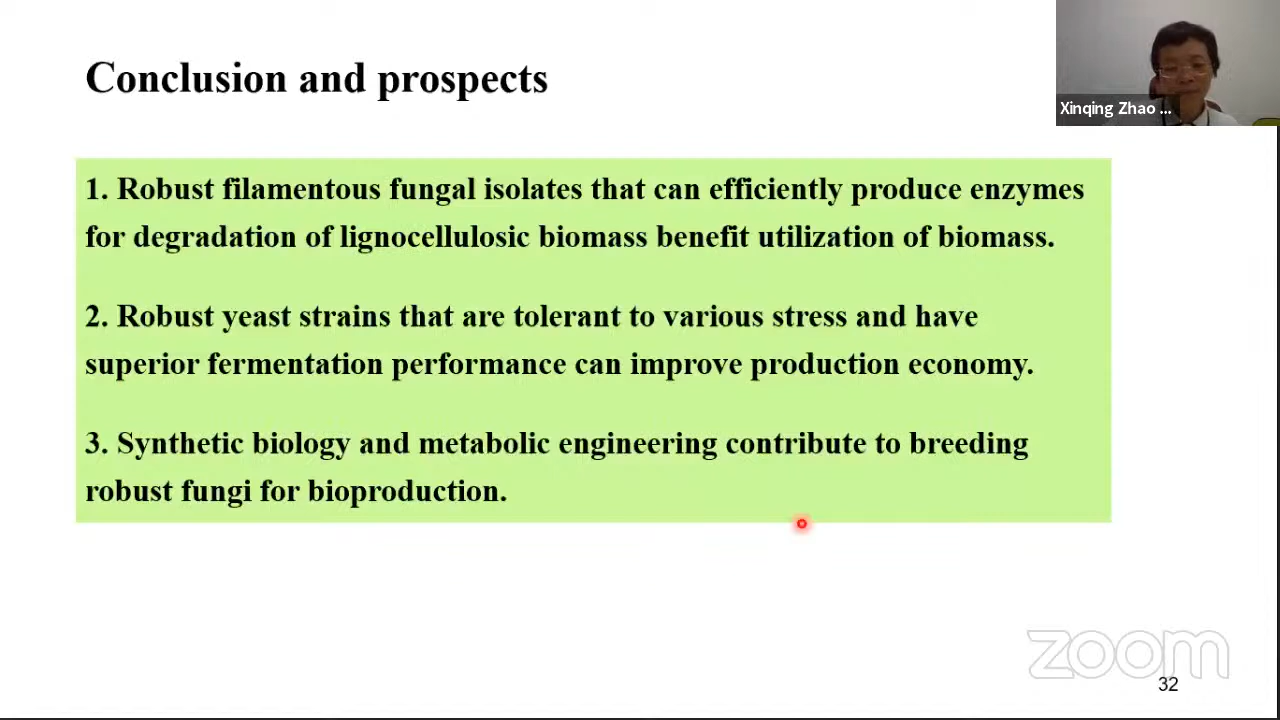 Conclusion and prospects
Xinqing Zhao ...
1. Robust filamentous fungal isolates that can efficiently produce enzymes
for degradation of lignocellulosic biomass benefit utilization of biomass.
2. Robust yeast strains that are tolerant to various stress and have
superior fermentation performance can improve production economy.
3. Synthetic biology and metabolic engineering contribute to breeding
robust fungi for bioproduction.
zoom
32